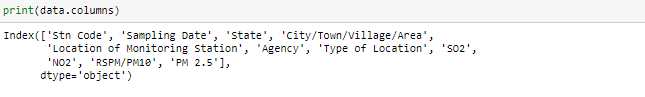 print(data.columns)
Index(['Stn Code', 'Sampling Date', 'State', 'City/Town/Village/Area',
'Location of Monitoring Station', 'Agency', 'Type of Location', 'SO2',
'NO2', 'RSPM/PM10', 'PM 2.5'],
dtype='object')